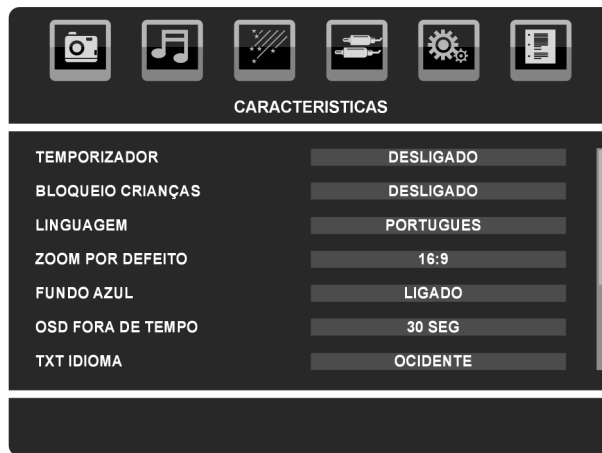 CARACTERISTICAS
TEMPORIZADOR DESLIGADO
BLOQUEIO CRIANÇAS DESLIGADO
LINGUAGEM PORTUGUES
ZOOM POR DEFEITO 16:9
FUNDO AZUL LIGADO
OSD FORA DE TEMPO 30 SEG
TXT IDIOMA OCIDENTE